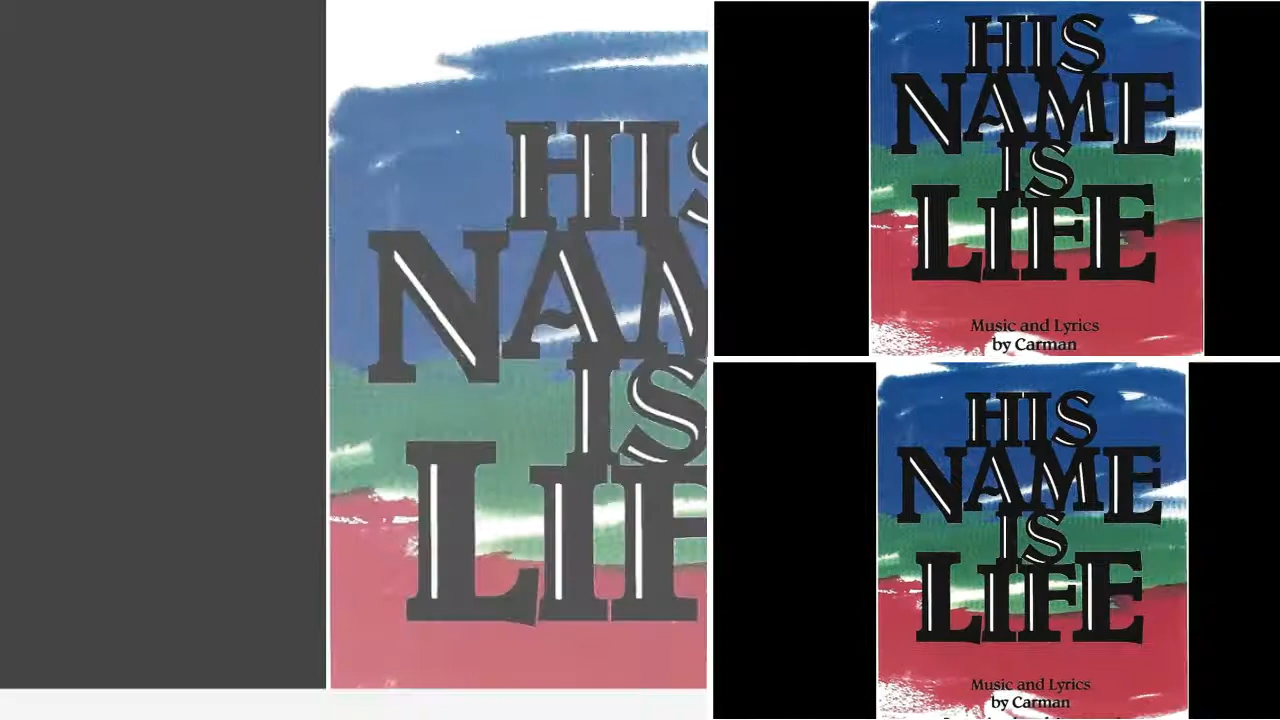 HIS
NAM
IS
LIF
HIS
NAME
IS
LIFE
Music and Lyrics
by Carman
HIS
NAME
IS
LIFE
Music and Lyrics
by Carman